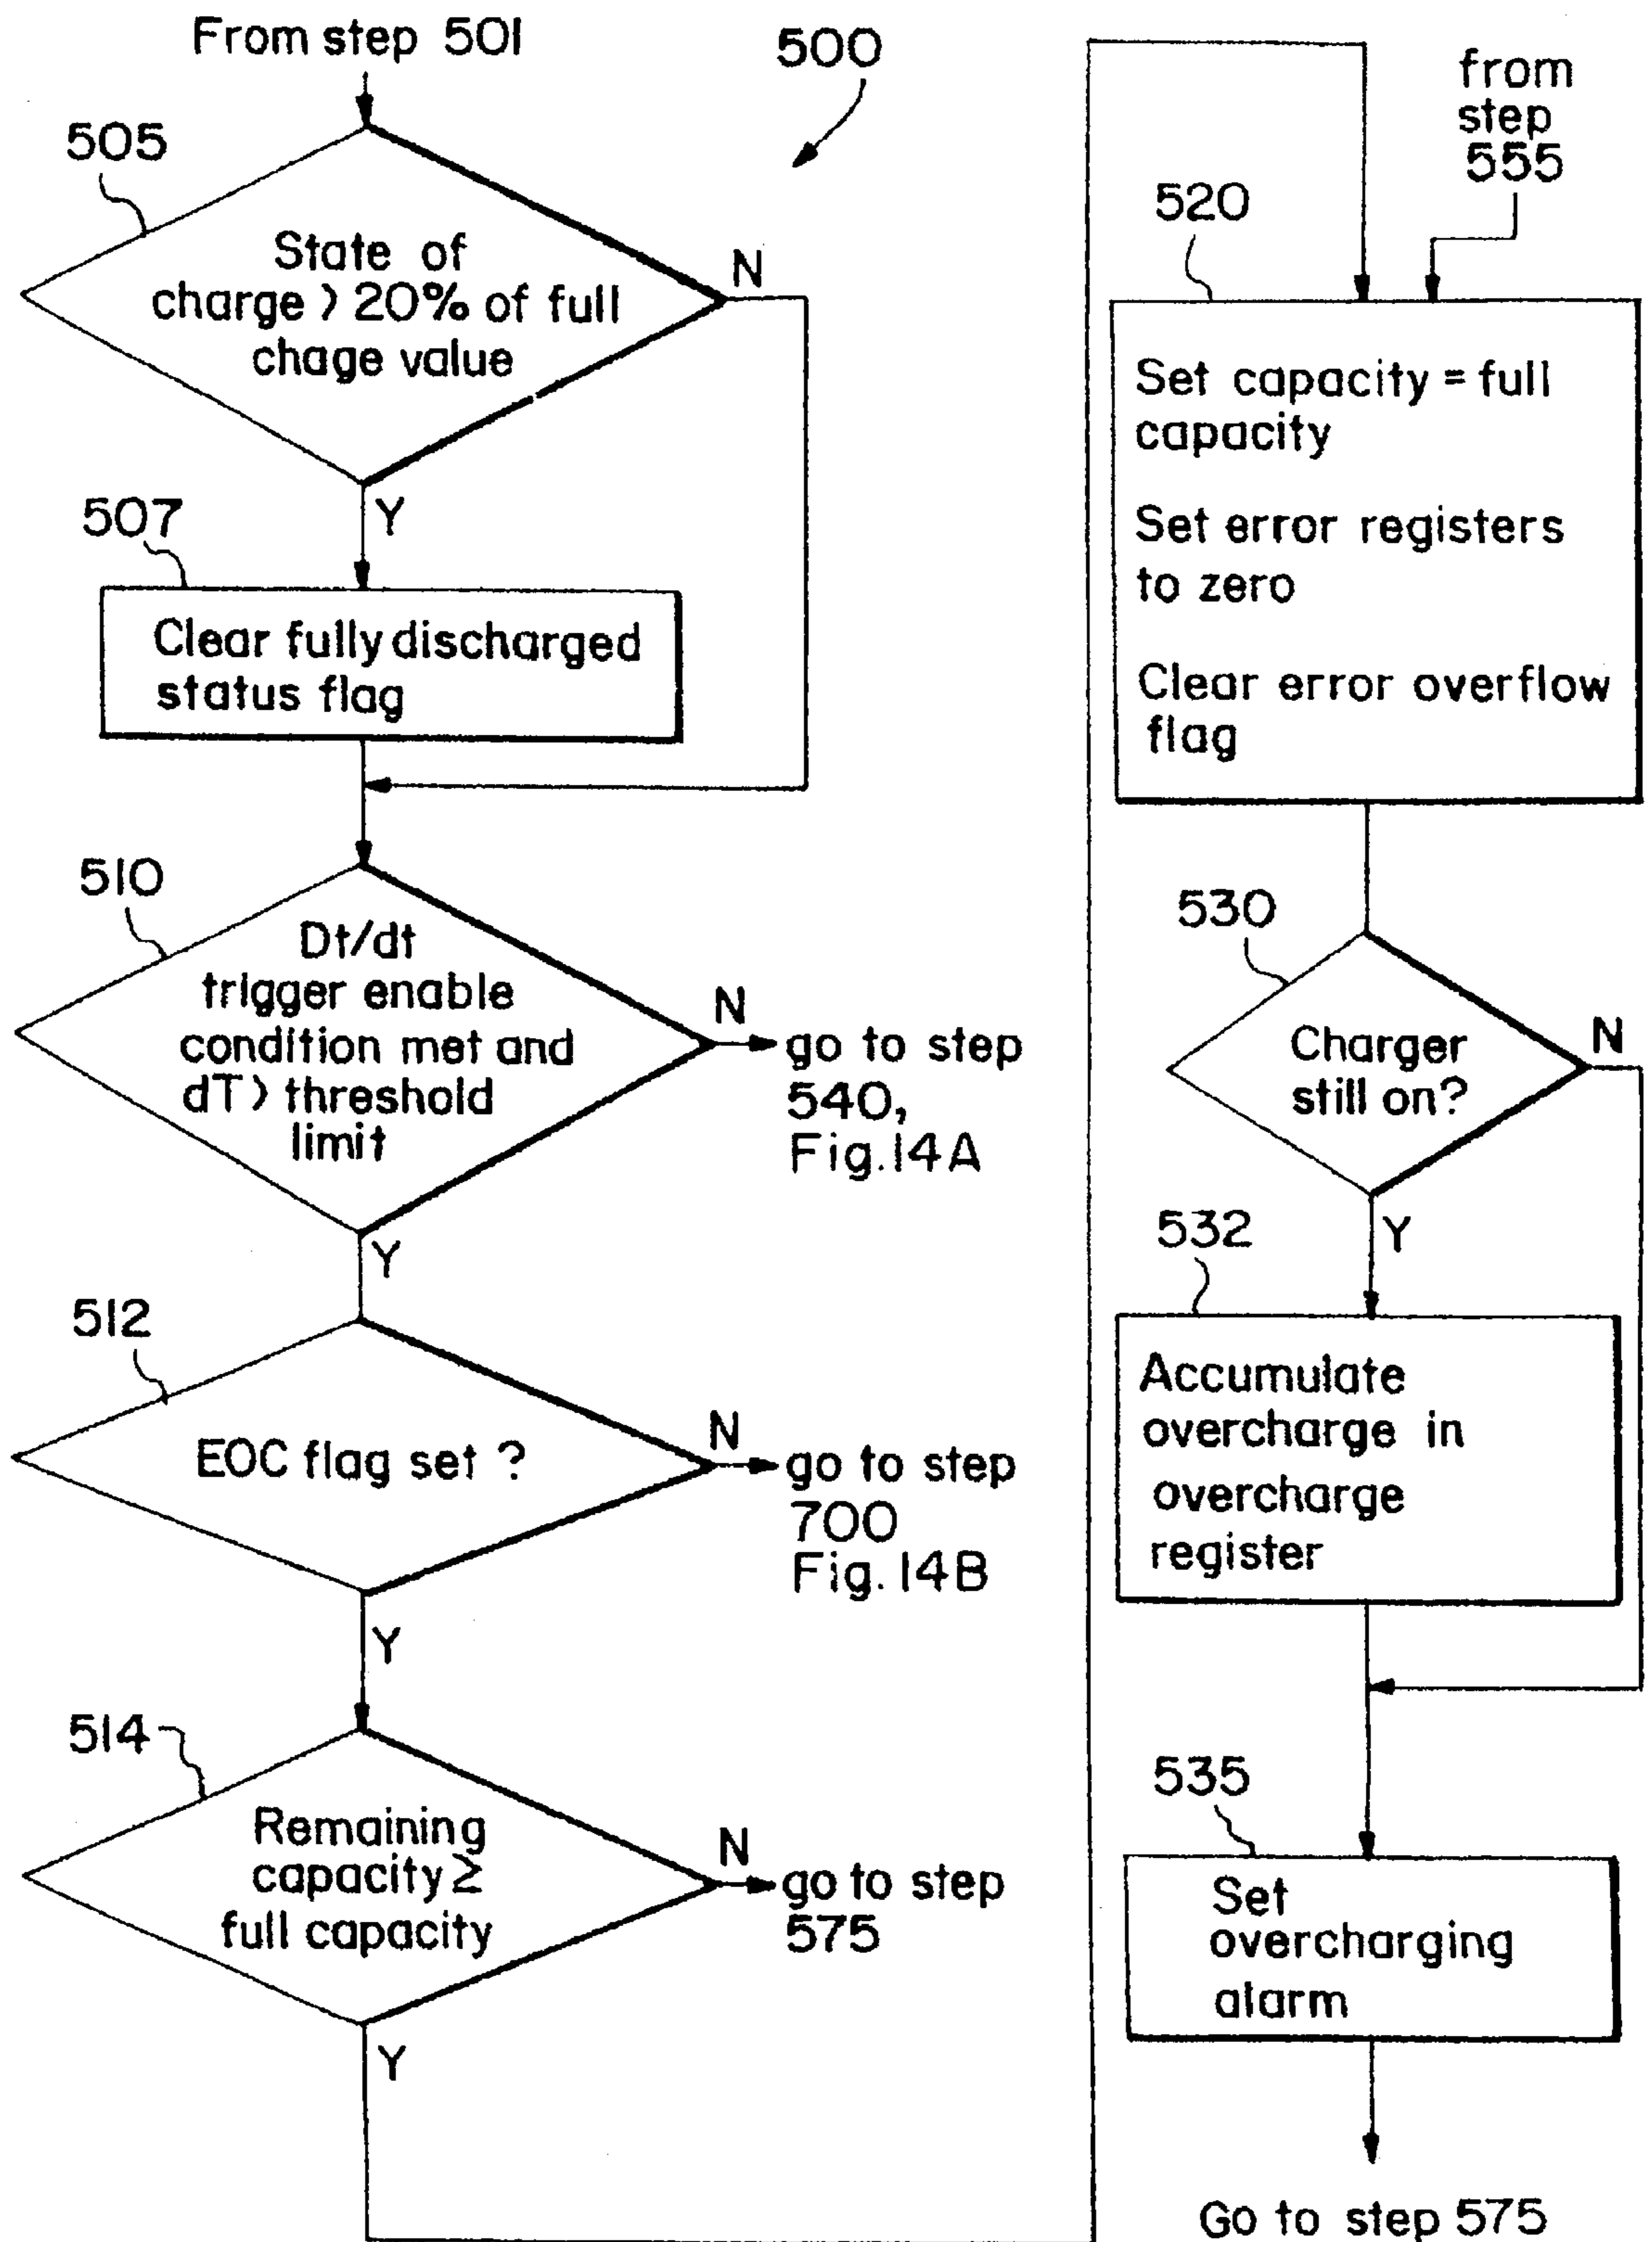 From step 501
500
505
State of
charge > 20% of full
chage value
N
Y
507
Clear fully discharged
status flag
510
Dt/dt
trigger enable
condition met and
dT> threshold
limit
N
go to step
540,
Fig.14A
Y
512
EOC flag set ?
N
go to step
700
Fig.14B
Y
514
Remaining
capacity ≥
full capacity
N
go to step
575
Y
from
step
555
520
Set capacity = full
capacity
Set error registers
to zero
Clear error overflow
flag
530
Charger
still on?
N
Y
532
Accumulate
overcharge in
overcharge
register
535
Set
overcharging
alarm
Go to step 575